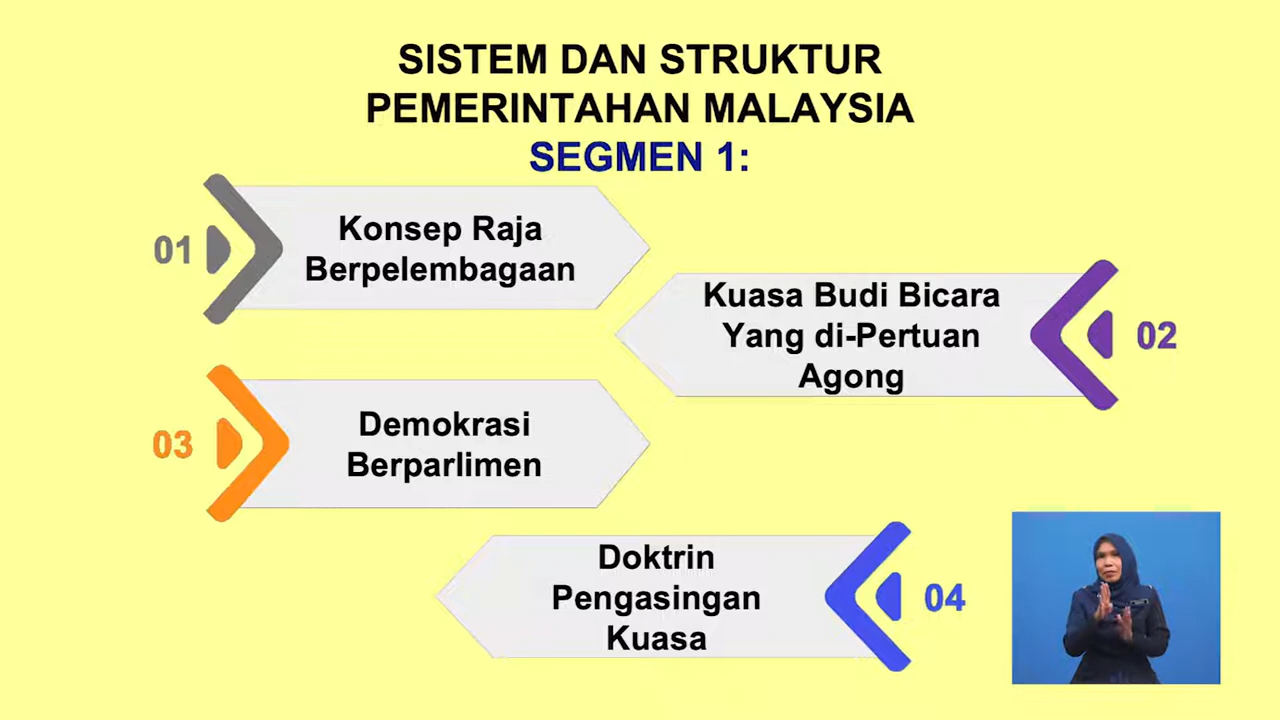 SISTEM DAN STRUKTUR
PEMERINTAHAN MALAYSIA
SEGMEN 1:
01
Konsep Raja
Berpelembagaan
Kuasa Budi Bicara
Yang di-Pertuan
Agong
02
03
Demokrasi
Berparlimen
Doktrin
Pengasingan
Kuasa
04